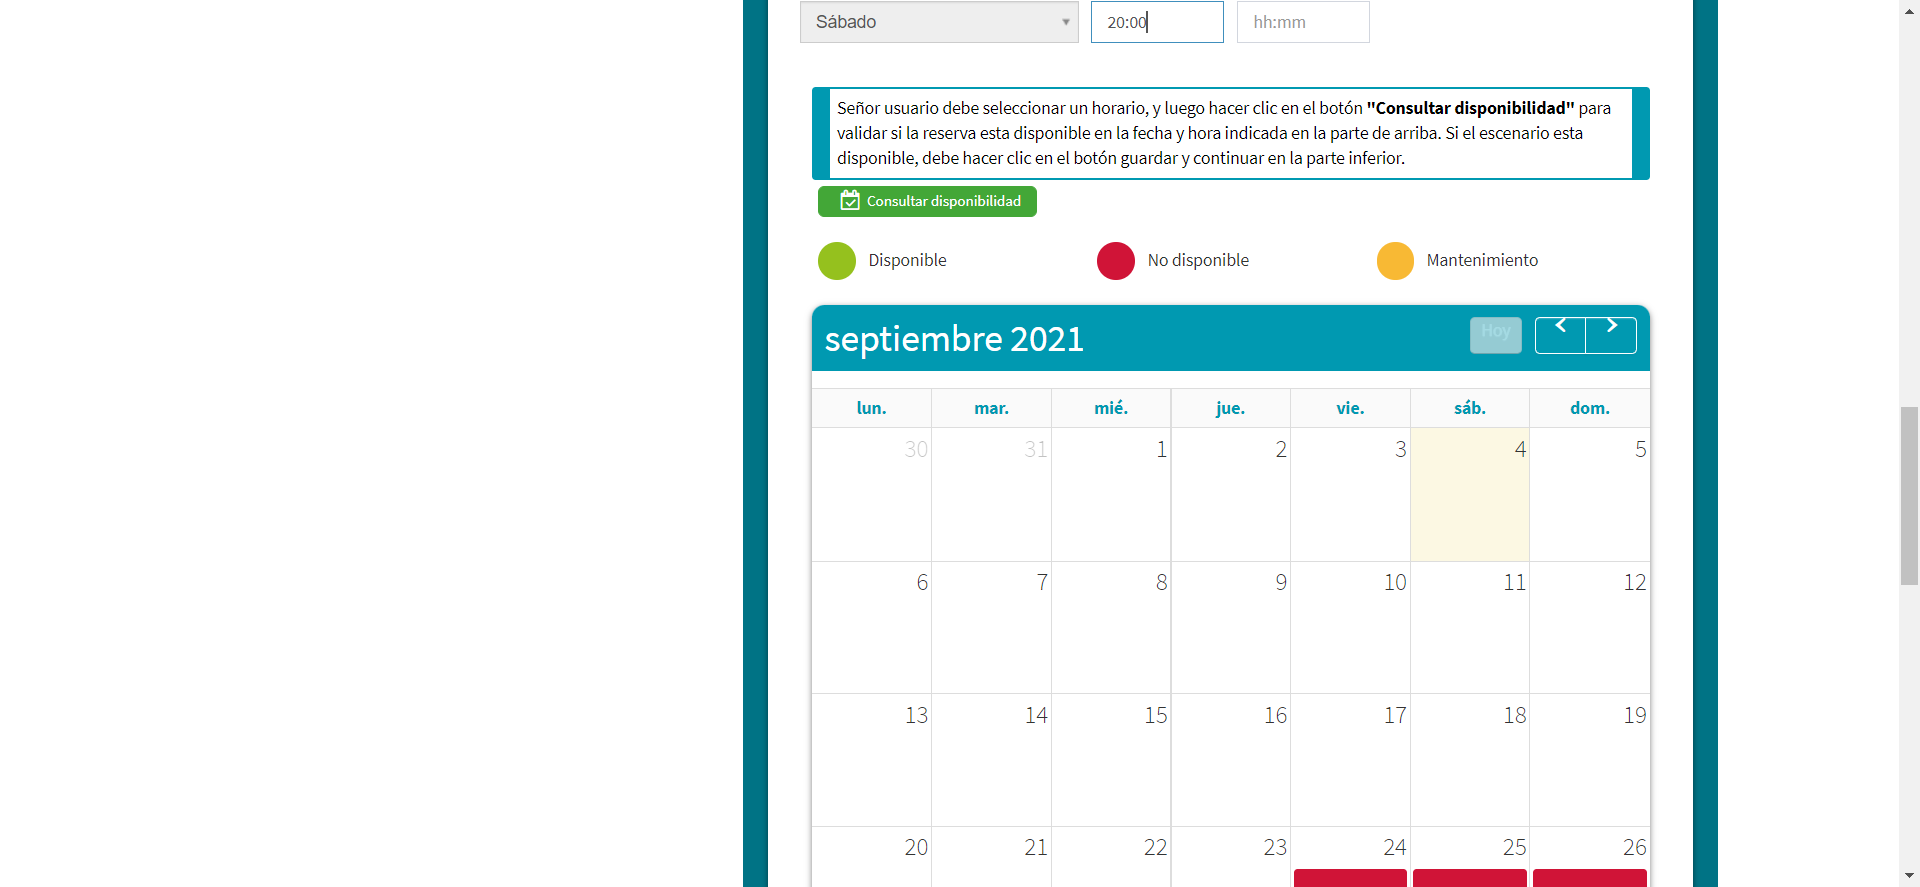 Sábado 20:00 hh:mm
Señor usuario debe seleccionar un horario, y luego hacer clic en el botón "Consultar disponibilidad" para
validar si la reserva esta disponible en la fecha y hora indicada en la parte de arriba. Si el escenario esta
disponible, debe hacer clic en el botón guardar y continuar en la parte inferior.
Consultar disponibilidad
Disponible No disponible Mantenimiento
septiembre 2021 Hoy
lun. mar. mié. jue. vie. sáb. dom.
30 31 1 2 3 4 5
6 7 8 9 10 11 12
13 14 15 16 17 18 19
20 21 22 23 24 25 26